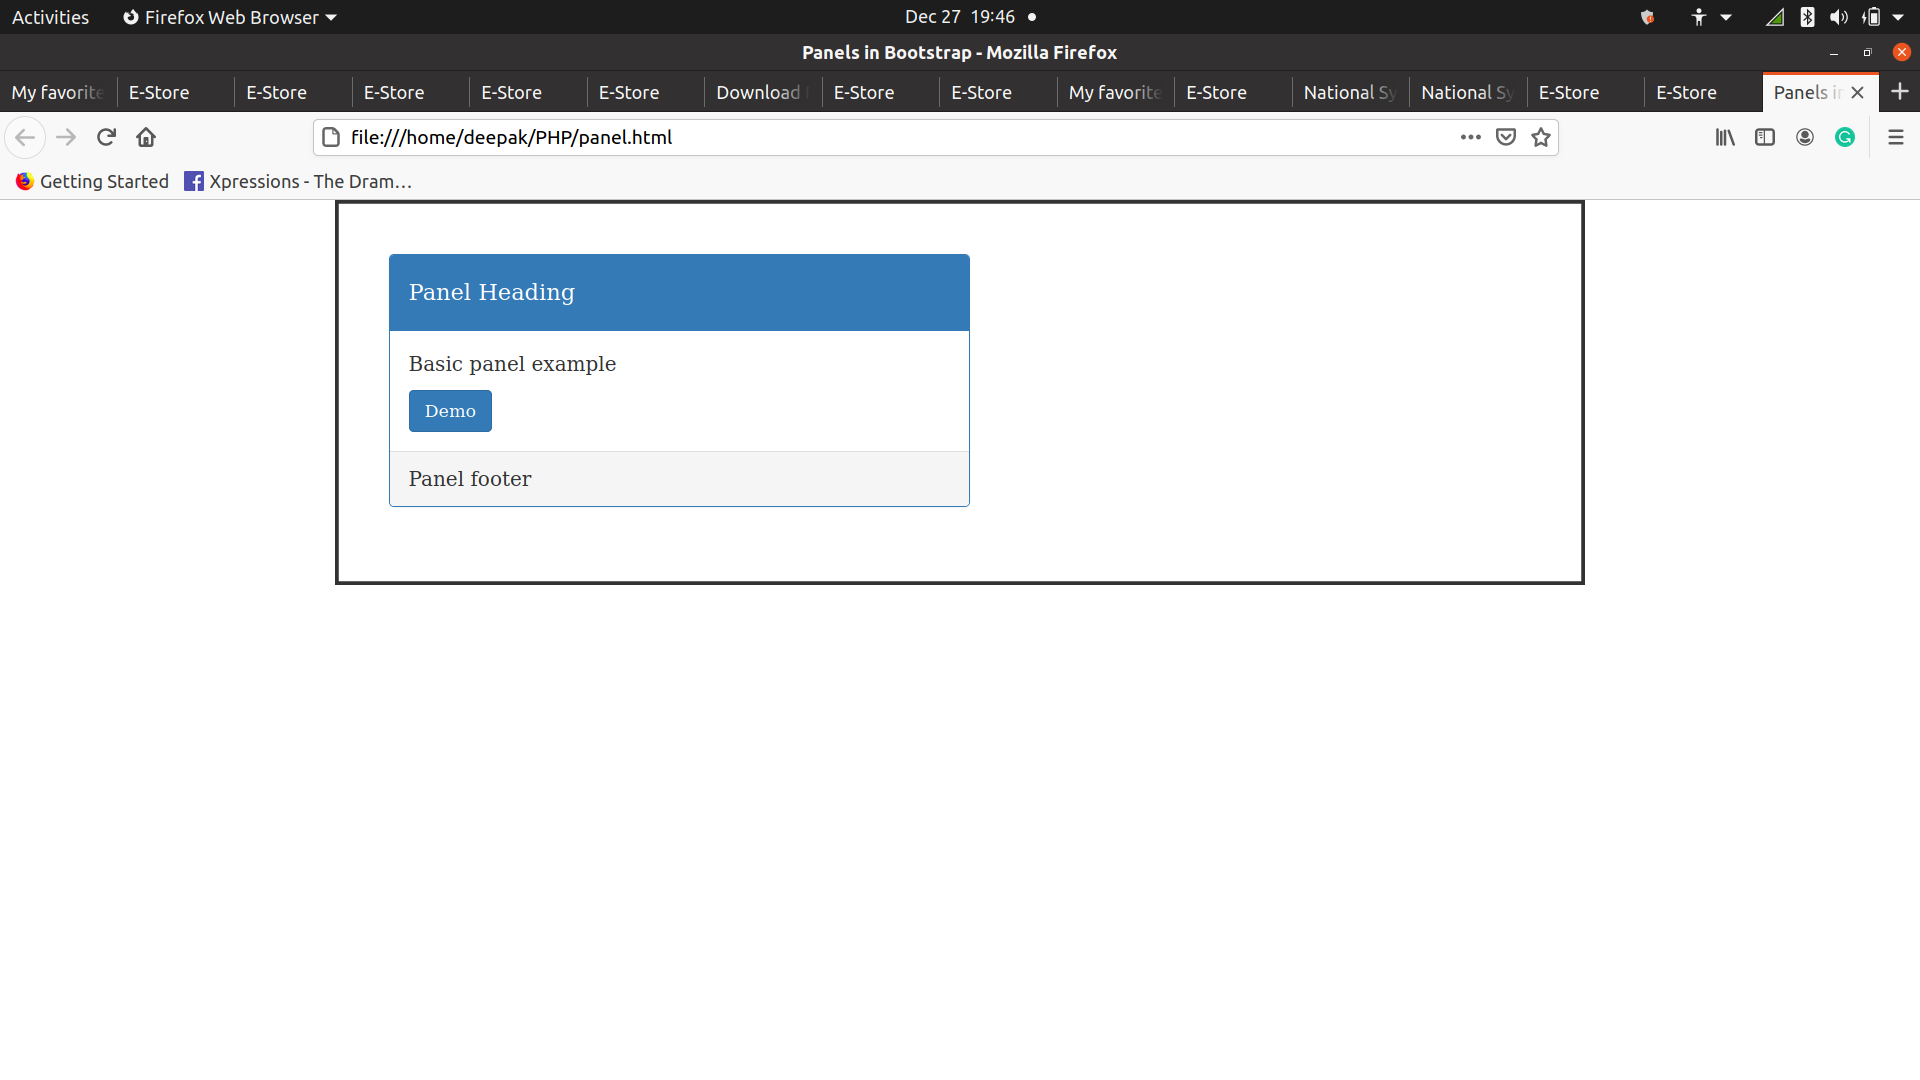 Activities Firefox Web Browser Dec 27 19:46
Panels in Bootstrap - Mozilla Firefox
My favorite E-Store E-Store E-Store E-Store E-Store Download E-Store E-Store My favorite E-Store National Sy National Sy E-Store E-Store Panels in
file:///home/deepak/PHP/panel.html
Getting Started Xpressions - The Dram…
Panel Heading
Basic panel example
Demo
Panel footer